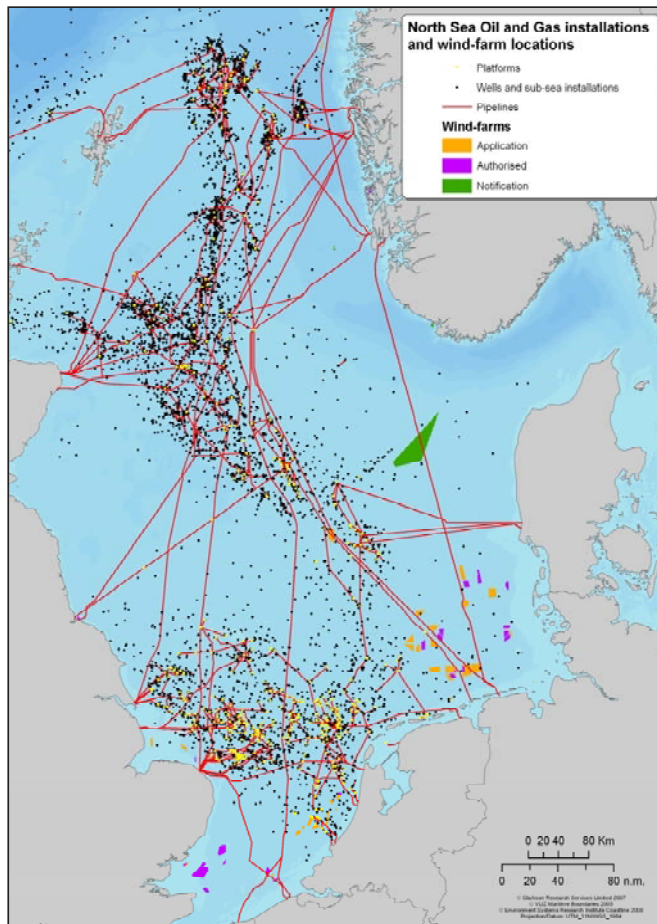 North Sea Oil and Gas installations
and wind-farm locations
Platforms
Wells and sub-sea installations
Pipelines
Wind-farms
Application
Authorised
Notification
0 20 40 80 Km
0 20 40 80 n.m.